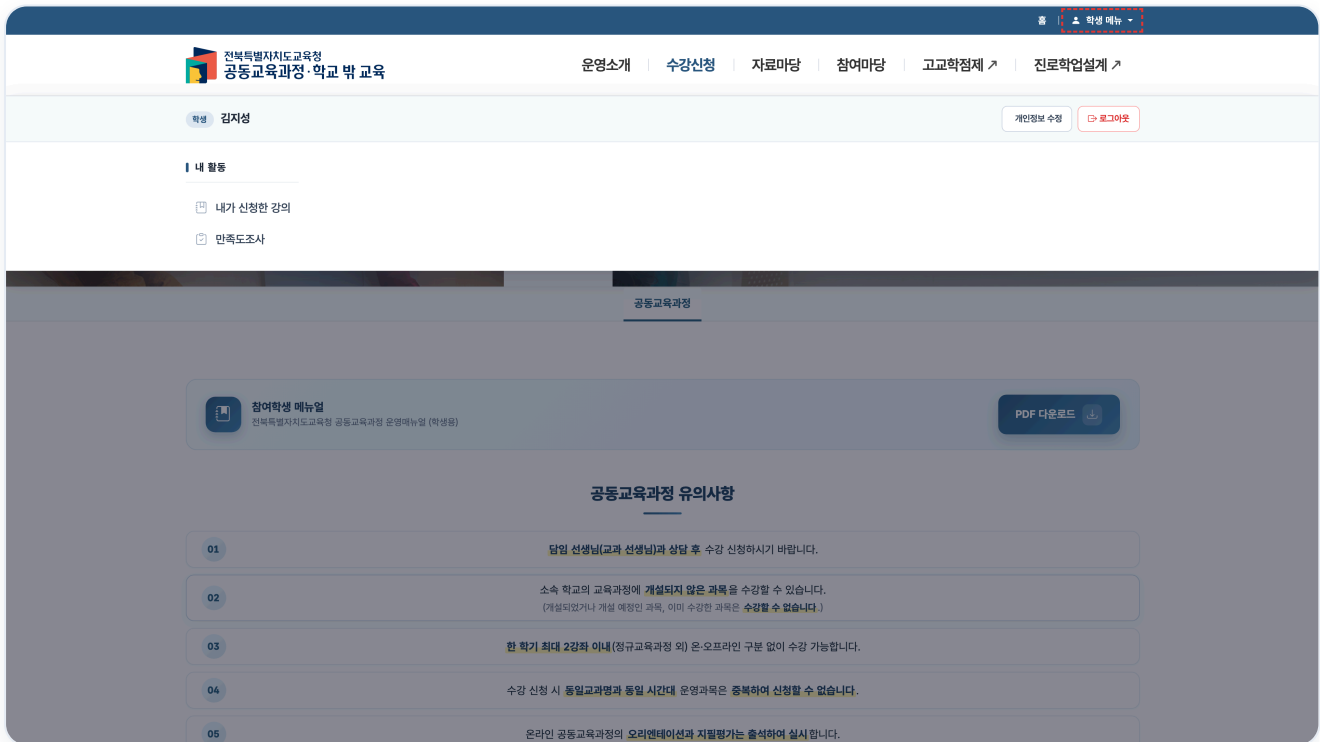 홈 | 학생 메뉴
전북특별자치도교육청
공동교육과정·학교 밖 교육
운영소개 수강신청 자료마당 참여마당 고교학점제 진로학업설계
학생 김지성
개인정보 수정 로그아웃
내 활동
내가 신청한 강의
만족도조사
공동교육과정
참여학생 메뉴얼
전북특별자치도교육청 공동교육과정 운영매뉴얼 (학생용)
PDF 다운로드
공동교육과정 유의사항
01 담임 선생님(교과 선생님)과 상담 후 수강 신청하시기 바랍니다.
02 소속 학교의 교육과정에 개설되지 않은 과목을 수강할 수 있습니다.
(개설되었거나 개설 예정인 과목, 이미 수강한 과목은 수강할 수 없습니다.)
03 한 학기 최대 2강좌 이내(정규교육과정 외) 온·오프라인 구분 없이 수강 가능합니다.
04 수강 신청 시 동일교과명과 동일 시간대 운영과목은 중복하여 신청할 수 없습니다.
05 온라인 공동교육과정의 오리엔테이션과 지필평가는 출석하여 실시합니다.